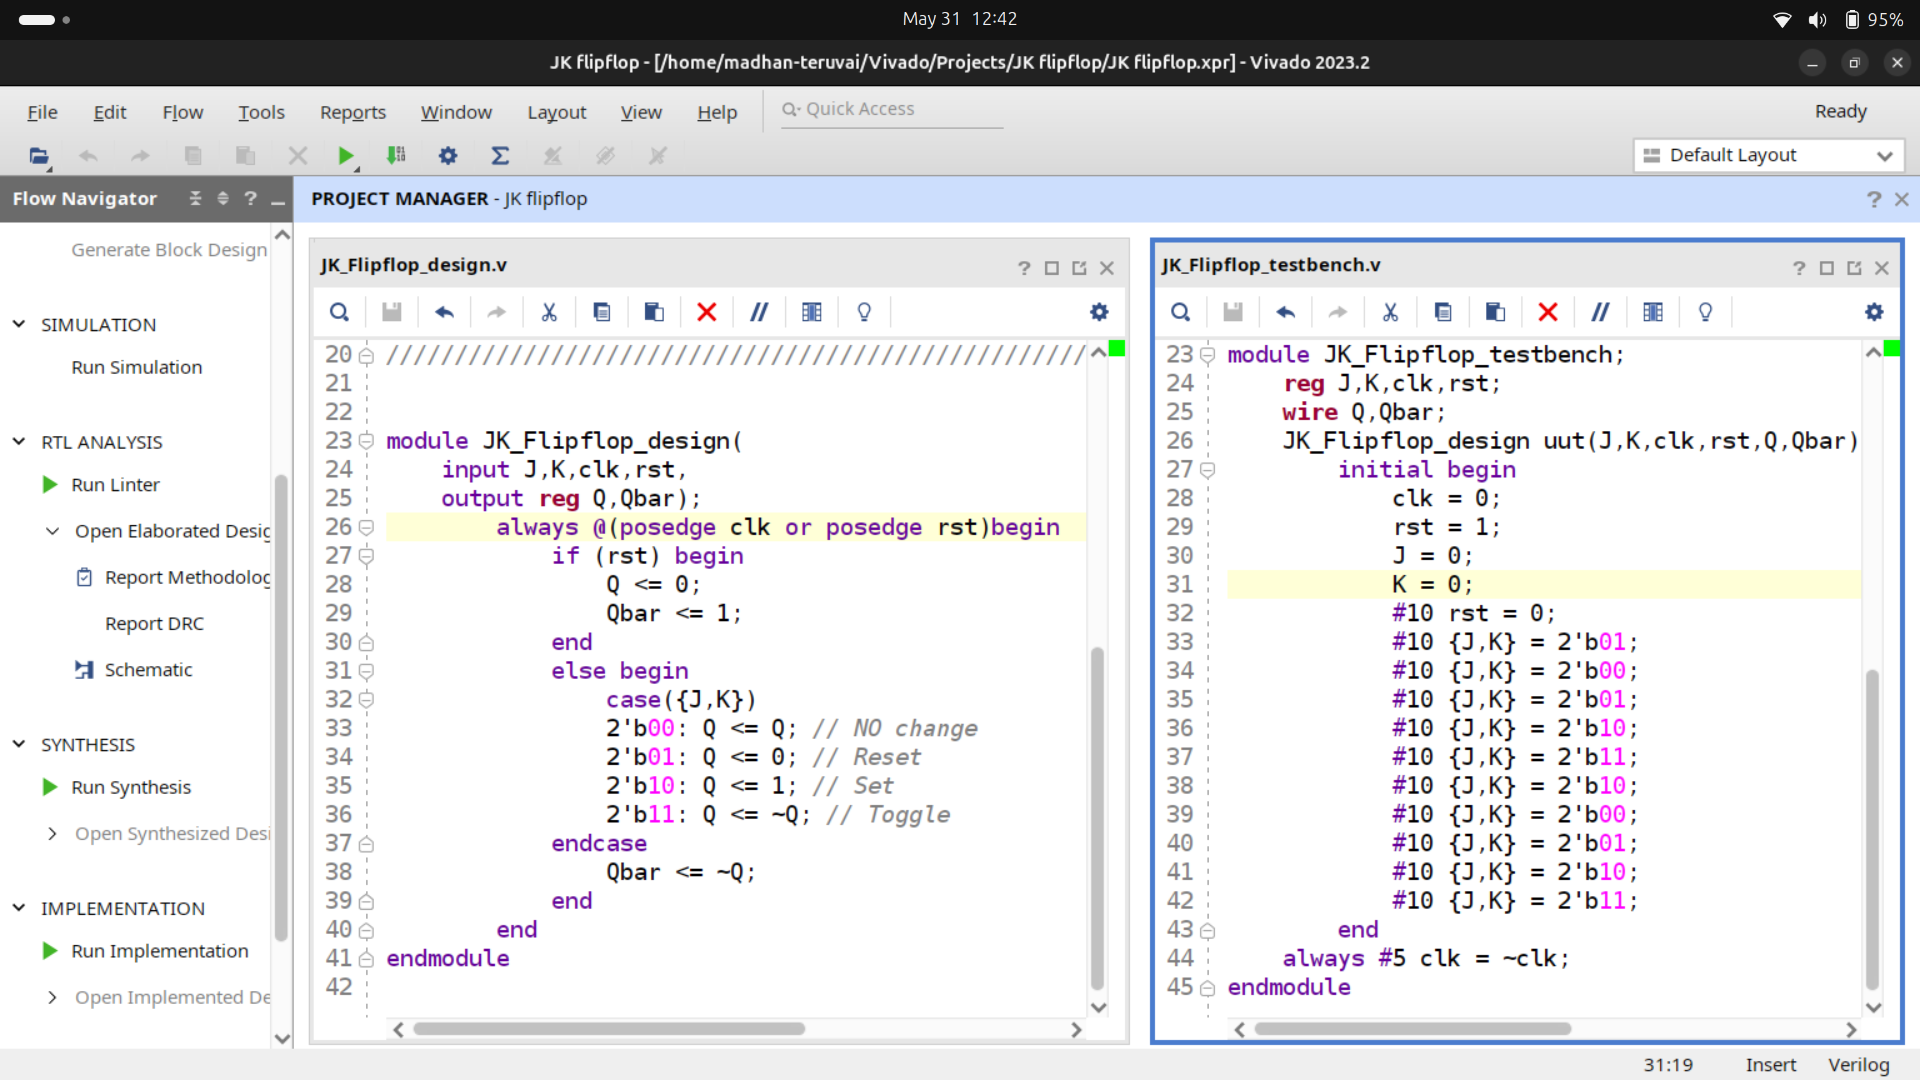 May 31 12:42
95%
JK flipflop - [/home/madhan-teruvai/Vivado/Projects/JK flipflop/JK flipflop.xpr] - Vivado 2023.2
File Edit Flow Tools Reports Window Layout View Help Quick Access
Ready
Default Layout
Flow Navigator
PROJECT MANAGER - JK flipflop
Generate Block Design
SIMULATION
Run Simulation
RTL ANALYSIS
Run Linter
Open Elaborated Desig
Report Methodolog
Report DRC
Schematic
SYNTHESIS
Run Synthesis
Open Synthesized Desi
IMPLEMENTATION
Run Implementation
Open Implemented De
JK_Flipflop_design.v
20 ///////////////////////////////////////////////////
21
22
23 module JK_Flipflop_design(
24 input J,K,clk,rst,
25 output reg Q,Qbar);
26 always @(posedge clk or posedge rst)begin
27 if (rst) begin
28 Q <= 0;
29 Qbar <= 1;
30 end
31 else begin
32 case({J,K})
33 2'b00: Q <= Q; // NO change
34 2'b01: Q <= 0; // Reset
35 2'b10: Q <= 1; // Set
36 2'b11: Q <= ~Q; // Toggle
37 endcase
38 Qbar <= ~Q;
39 end
40 end
41 endmodule
42
JK_Flipflop_testbench.v
23 module JK_Flipflop_testbench;
24 reg J,K,clk,rst;
25 wire Q,Qbar;
26 JK_Flipflop_design uut(J,K,clk,rst,Q,Qbar)
27 initial begin
28 clk = 0;
29 rst = 1;
30 J = 0;
31 K = 0;
32 #10 rst = 0;
33 #10 {J,K} = 2'b01;
34 #10 {J,K} = 2'b00;
35 #10 {J,K} = 2'b01;
36 #10 {J,K} = 2'b10;
37 #10 {J,K} = 2'b11;
38 #10 {J,K} = 2'b10;
39 #10 {J,K} = 2'b00;
40 #10 {J,K} = 2'b01;
41 #10 {J,K} = 2'b10;
42 #10 {J,K} = 2'b11;
43 end
44 always #5 clk = ~clk;
45 endmodule
31:19 Insert Verilog